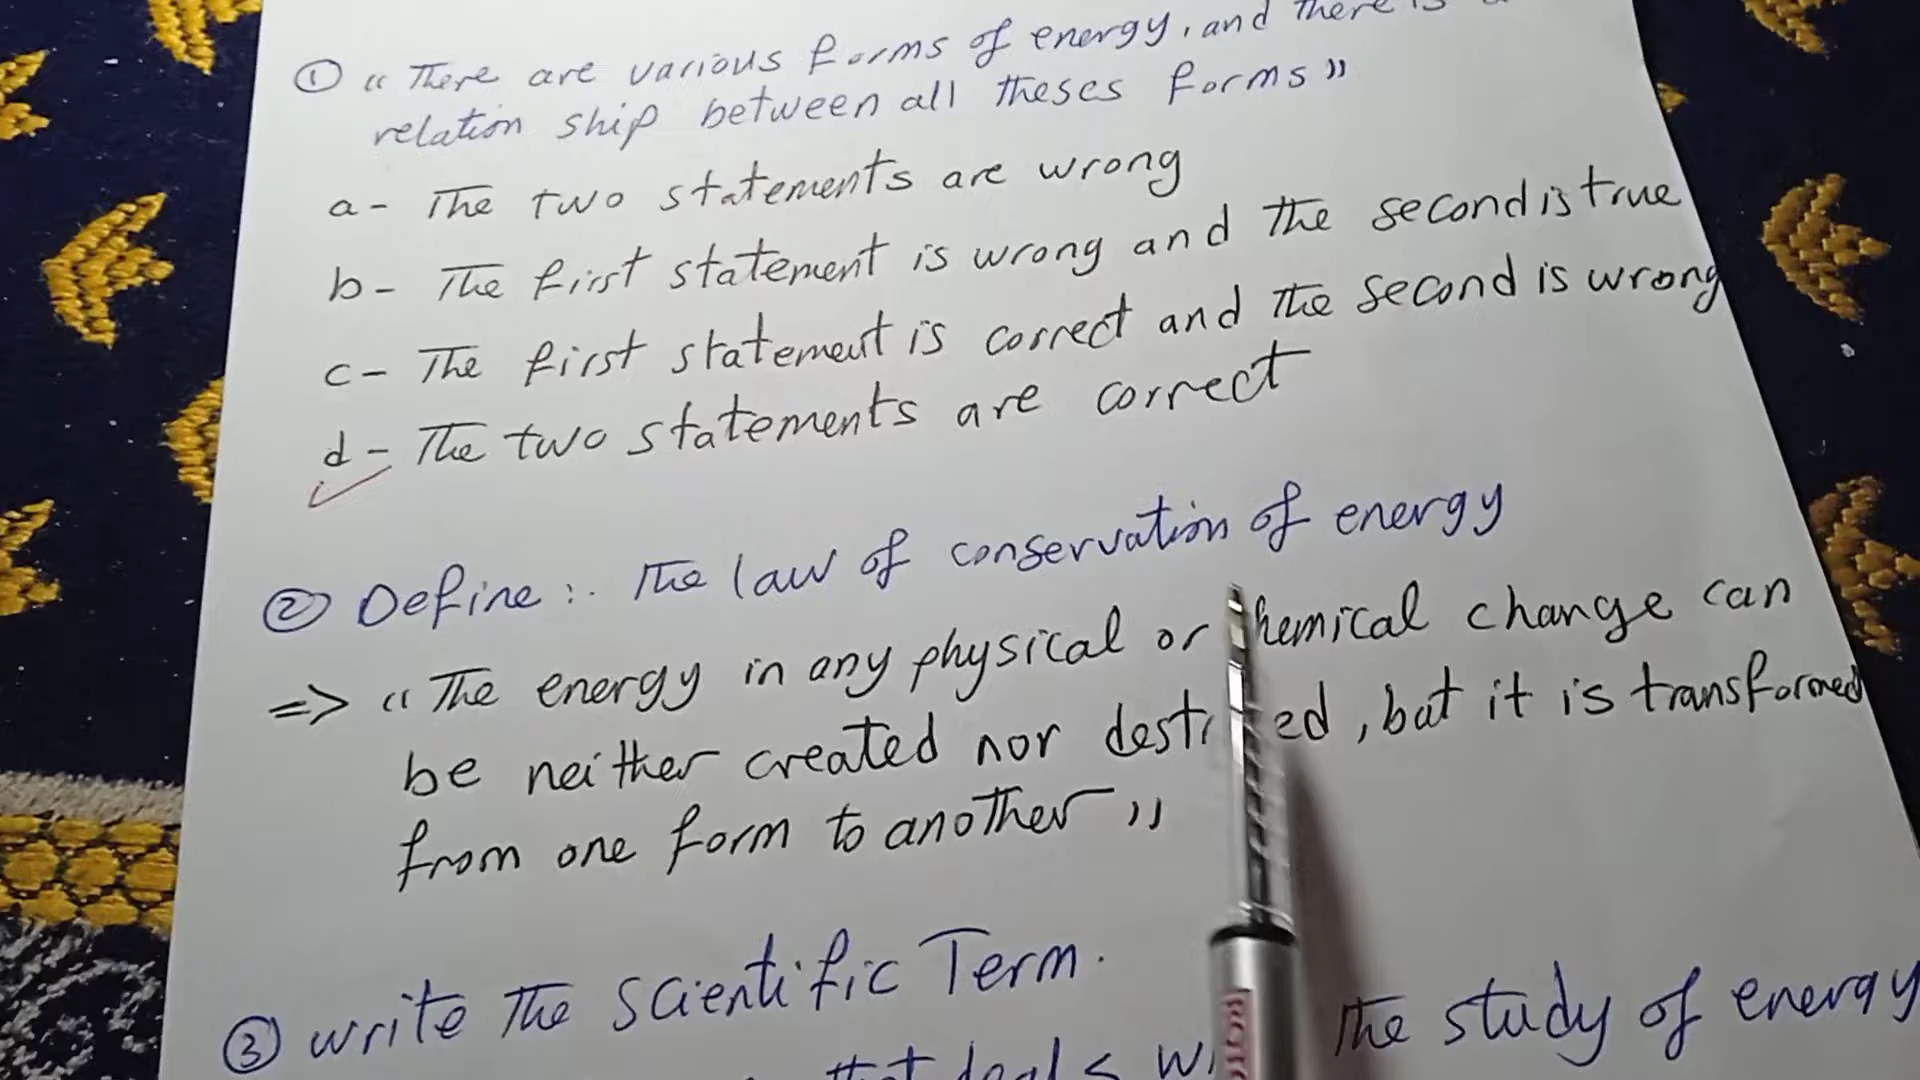 ① “There are various forms of energy, and there is a
relation ship between all theses forms”
a- The two statements are wrong
b- The first statement is wrong and the second is true
c- The first statement is correct and the second is wrong
d- The two statements are correct
② Define:. The law of conservation of energy
=> “The energy in any physical or chemical change can
be neither created nor destroyed, but it is transformed
from one form to another”
③ write the scientific Term.
that deals the study of energy